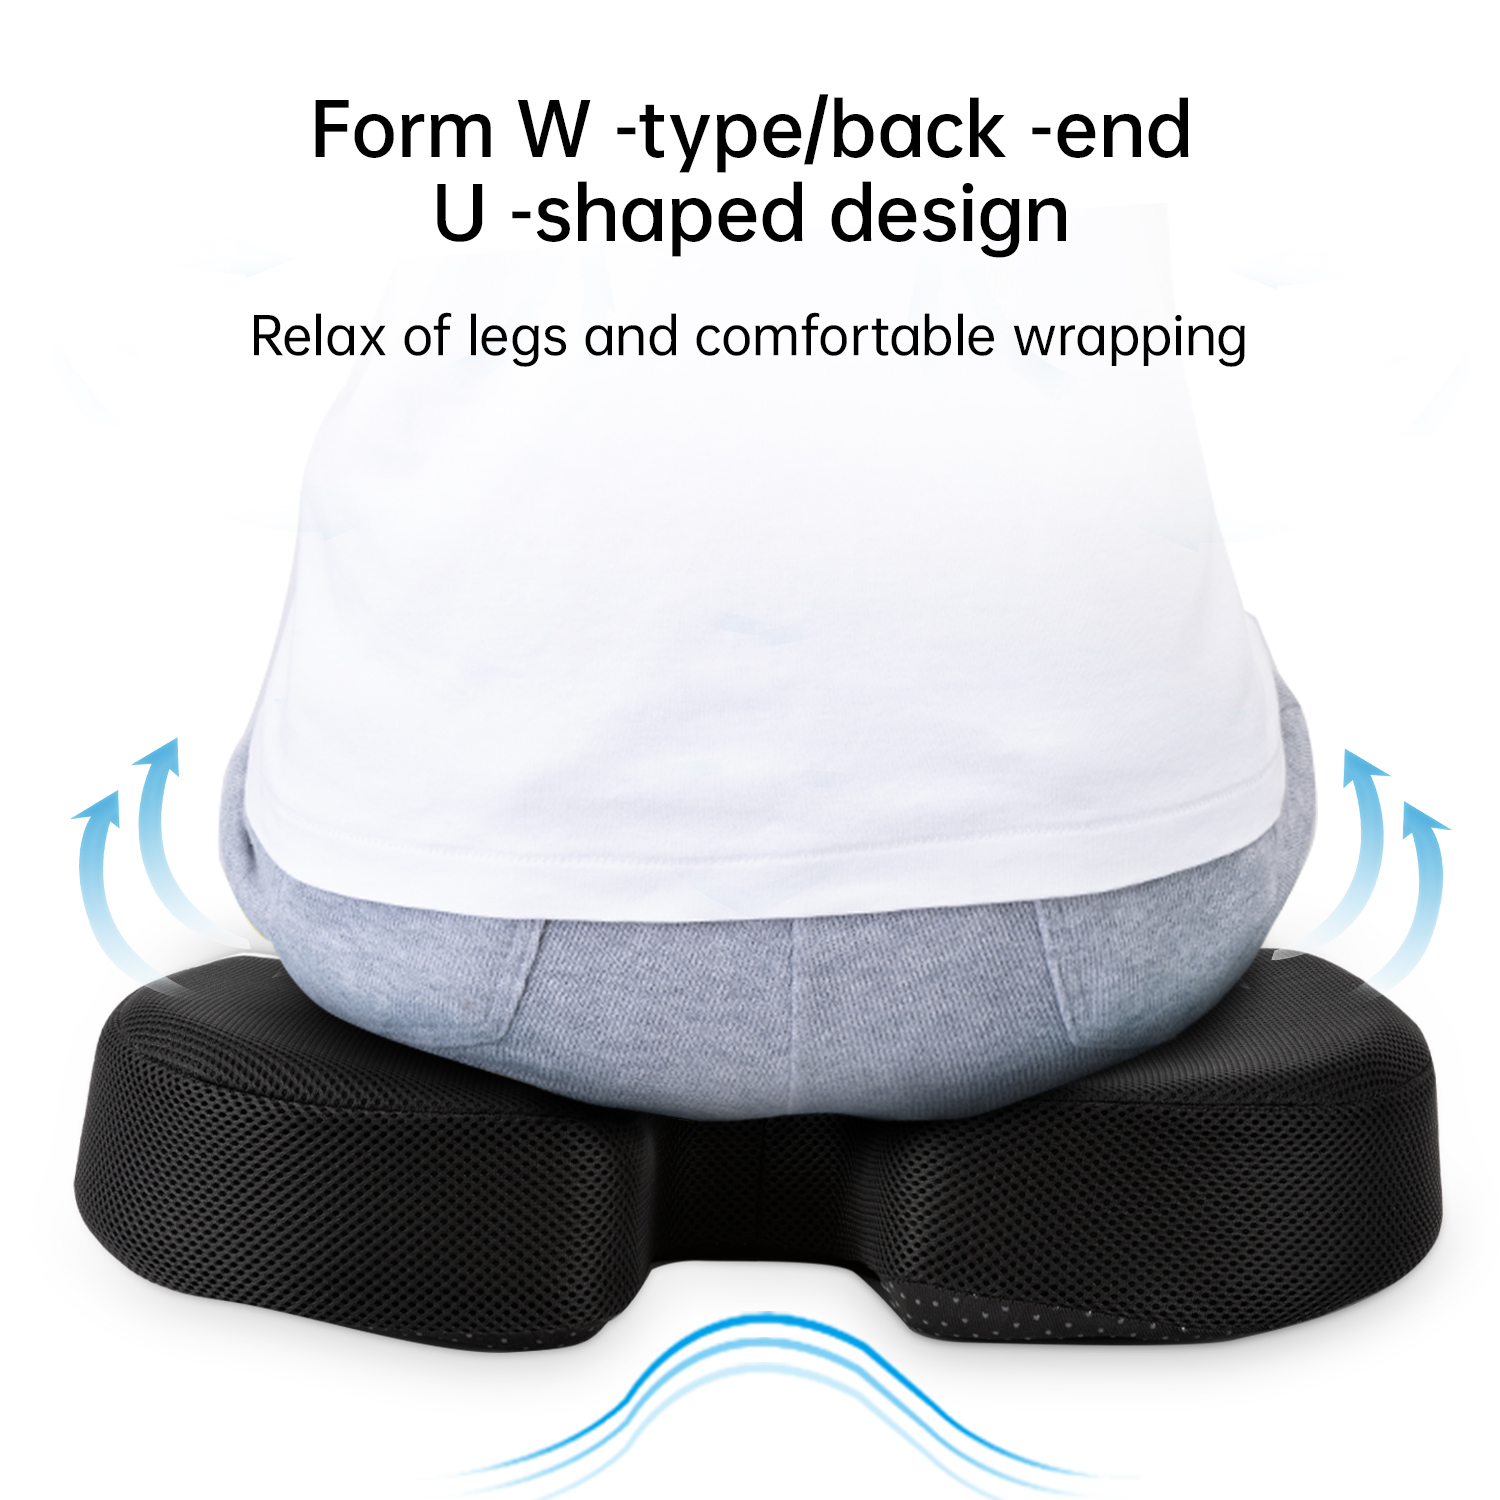 Form W -type/back -end
U -shaped design
Relax of legs and comfortable wrapping